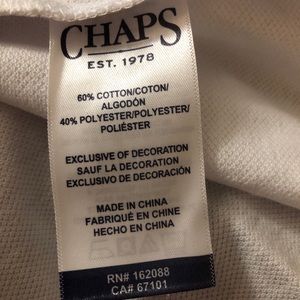 CHAPS
EST. 1978
60% COTTON/COTON/
ALGODÓN
40% POLYESTER/POLYESTER/
POLIÉSTER
EXCLUSIVE OF DECORATION
SAUF LA DECORATION
EXCLUSIVO DE DECORACIÓN
MADE IN CHINA
FABRIQUÉ EN CHINE
HECHO EN CHINA
RN# 162088
CA# 67101